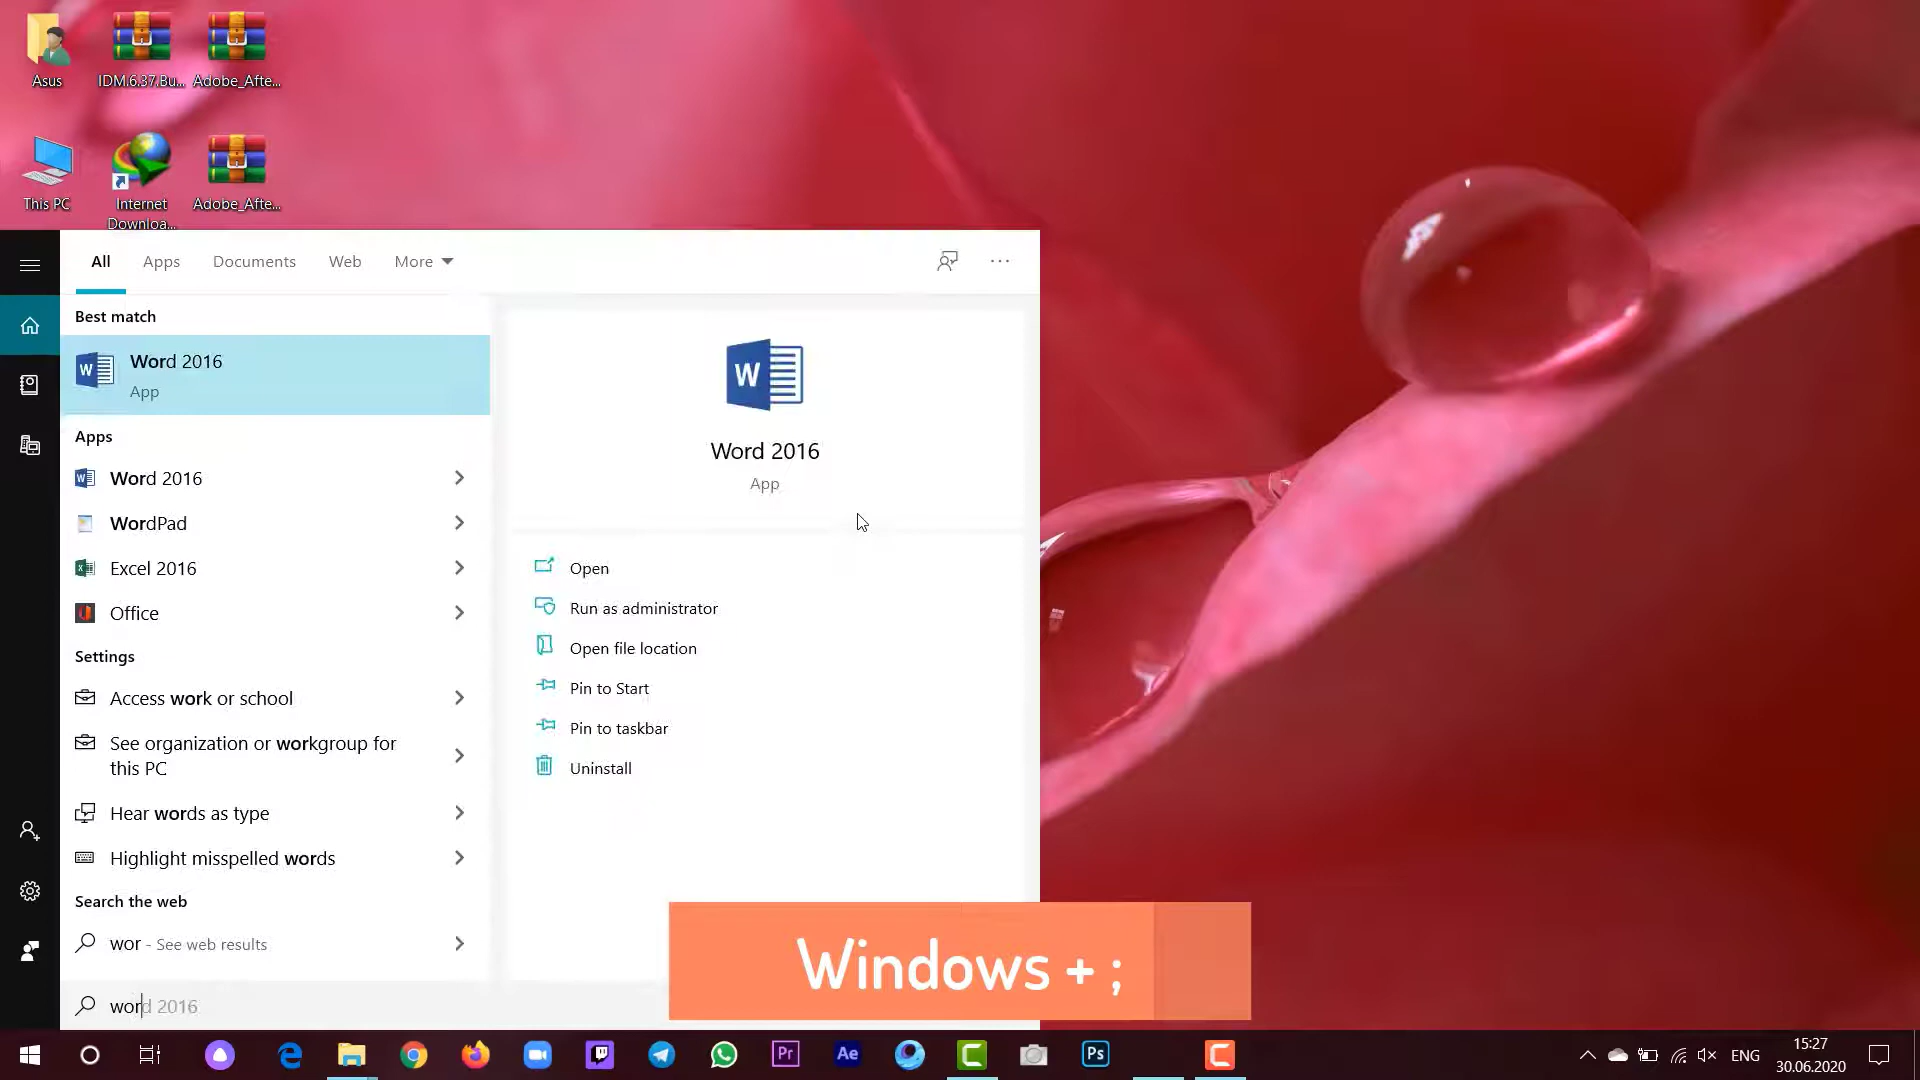 Asus
IDM.6.37.Bu...
Adobe_Afte...
This PC
Internet
Downloa...
Adobe_Afte...
All
Apps
Documents
Web
More
Best match
Word 2016
App
Apps
Word 2016
WordPad
Excel 2016
Office
Settings
Access work or school
See organization or workgroup for
this PC
Hear words as type
Highlight misspelled words
Search the web
wor - See web results
word 2016
W
Word 2016
App
Open
Run as administrator
Open file location
Pin to Start
Pin to taskbar
Uninstall
Windows + ;
Pr
Ae
Ps
ENG
15:27
30.06.2020